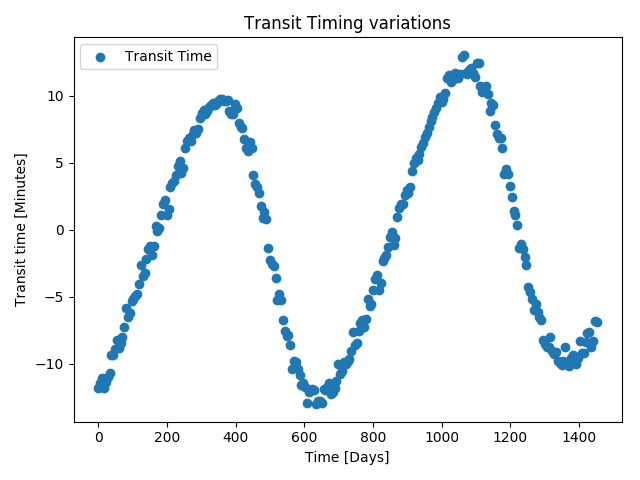 Transit Timing variations
Transit Time
Transit time [Minutes]
10
5
0
−5
−10
0 200 400 600 800 1000 1200 1400
Time [Days]